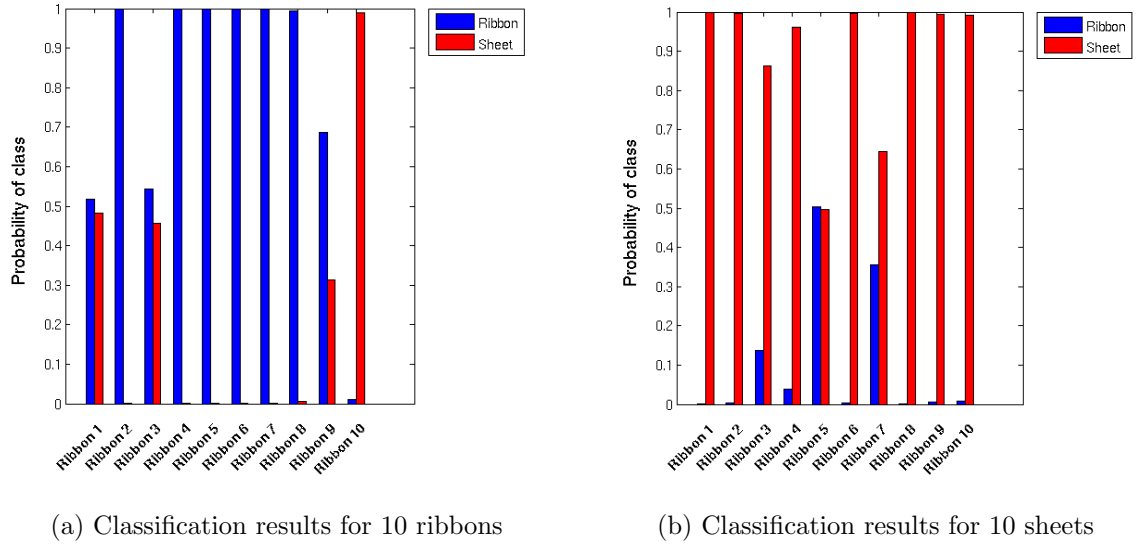 1
0.9
0.8
0.7
0.6
0.5
0.4
0.3
0.2
0.1
0
Probability of class
Ribbon 1
Ribbon 2
Ribbon 3
Ribbon 4
Ribbon 5
Ribbon 6
Ribbon 7
Ribbon 8
Ribbon 9
Ribbon 10
Ribbon
Sheet
(a) Classification results for 10 ribbons
1
0.9
0.8
0.7
0.6
0.5
0.4
0.3
0.2
0.1
0
Probability of class
Ribbon 1
Ribbon 2
Ribbon 3
Ribbon 4
Ribbon 5
Ribbon 6
Ribbon 7
Ribbon 8
Ribbon 9
Ribbon 10
Ribbon
Sheet
(b) Classification results for 10 sheets